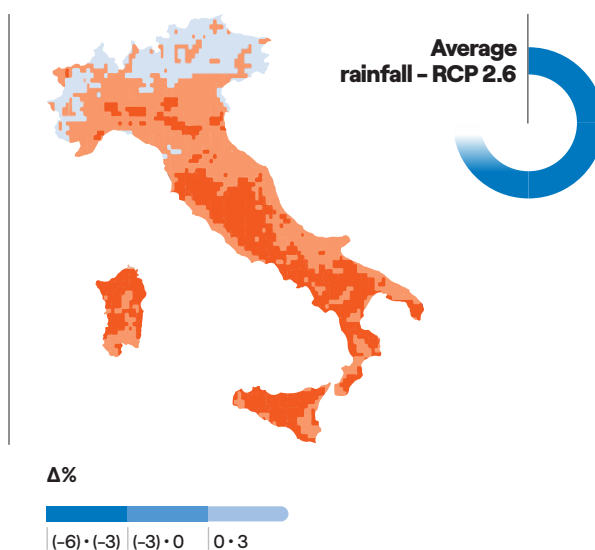 Average
rainfall – RCP 2.6
Δ%
(-6) • (-3) (-3) • 0 0 • 3